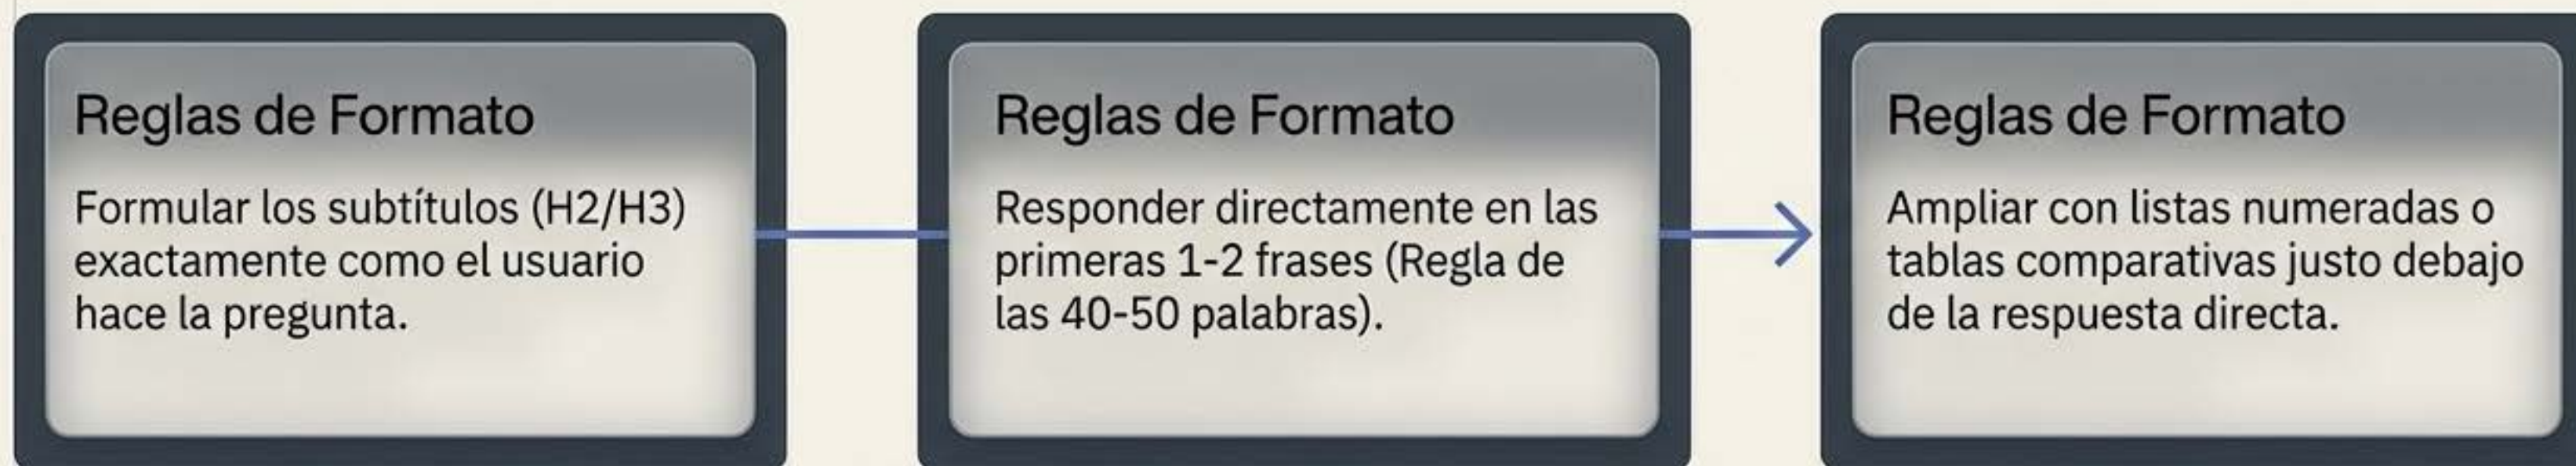 Reglas de Formato
Formular los subtítulos (H2/H3)
exactamente como el usuario
hace la pregunta.
Reglas de Formato
Responder directamente en las
primeras 1-2 frases (Regla de
las 40-50 palabras).
Reglas de Formato
Ampliar con listas numeradas o
tablas comparativas justo debajo
de la respuesta directa.